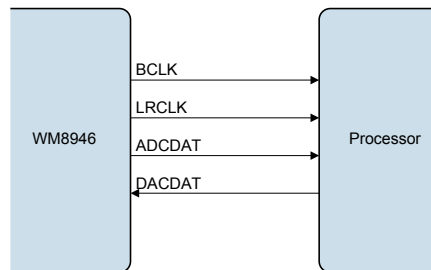 BCLK
LRCLK
WM8946
Processor
ADCDAT
DACDAT